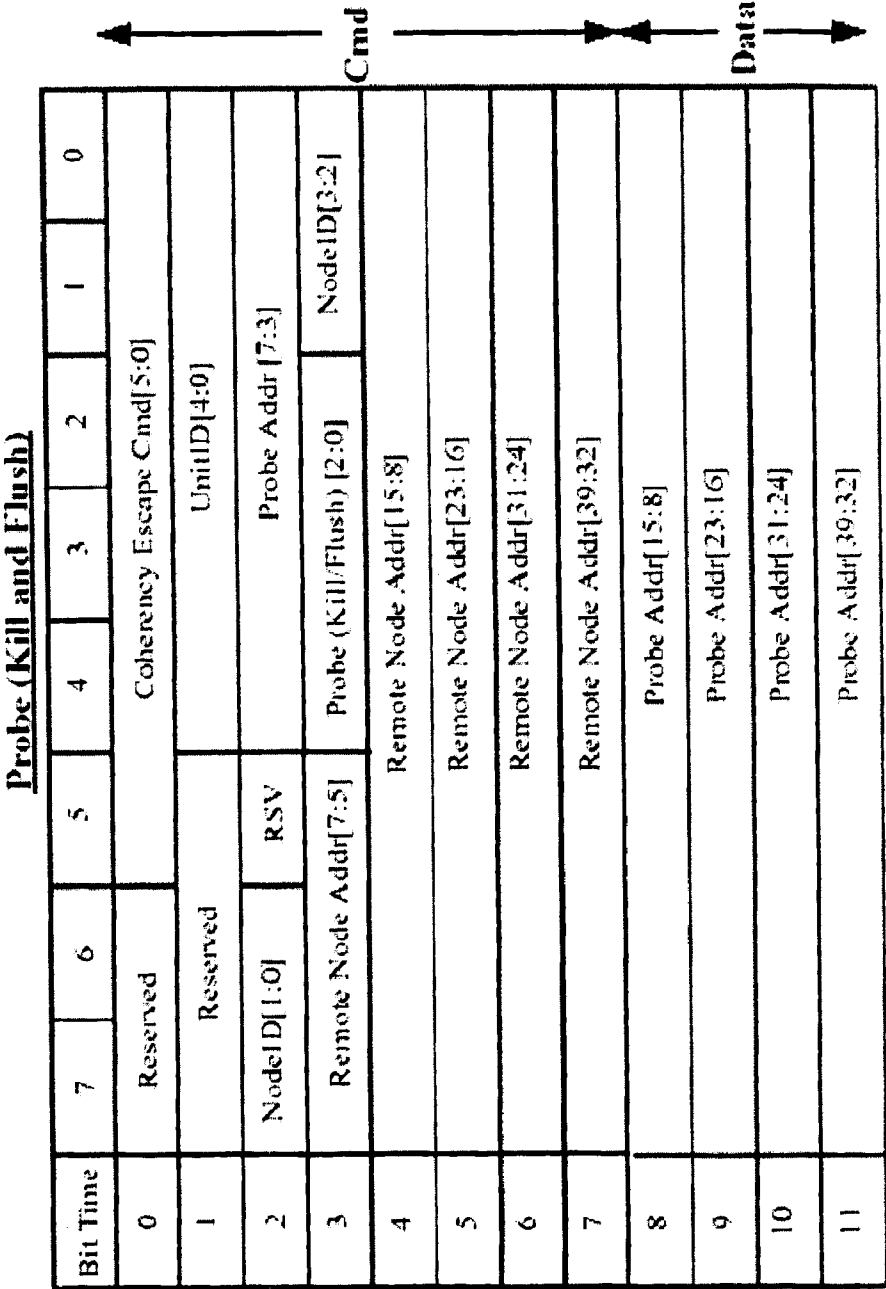 Probe (Kill and Flush)
Bit Time 7 6 5 4 3 2 1 0
0 Reserved Coherency Escape Cmd[5:0]
1 Reserved UnitID[4:0]
2 NodeID[1:0] RSV Probe Addr [7:3]
3 Remote Node Addr[7:5] Probe (Kill/Flush) [2:0] NodeID[3:2]
4 Remote Node Addr[15:8]
5 Remote Node Addr[23:16]
6 Remote Node Addr[31:24]
7 Remote Node Addr[39:32]
8 Probe Addr[15:8]
9 Probe Addr[23:16]
10 Probe Addr[31:24]
11 Probe Addr[39:32]
Cmd
Data